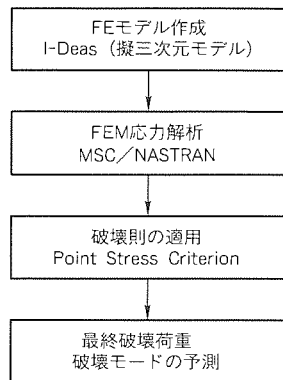 FEモデル作成
I-Deas（擬三次元モデル）
FEM応力解析
MSC／NASTRAN
破壊則の適用
Point Stress Criterion
最終破壊荷重
破壊モードの予測